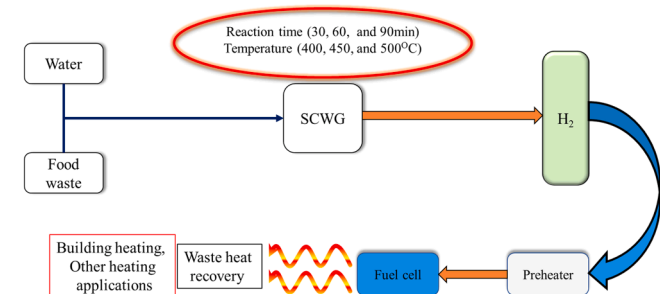 Reaction time (30, 60, and 90min)
Temperature (400, 450, and 500⁰C)
Water
SCWG
H₂
Food
waste
Building heating,
Other heating
applications
Waste heat
recovery
Fuel cell
Preheater